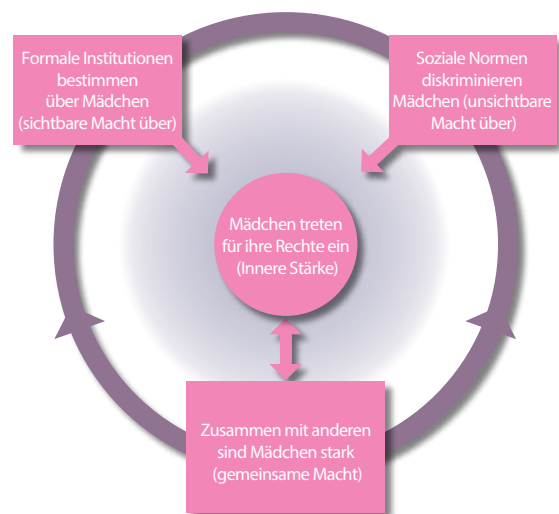 Formale Institutionen
bestimmen
über Mädchen
(sichtbare Macht über)
Soziale Normen
diskriminieren
Mädchen (unsichtbare
Macht über)
Mädchen treten
für ihre Rechte ein
(Innere Stärke)
Zusammen mit anderen
sind Mädchen stark
(gemeinsame Macht)